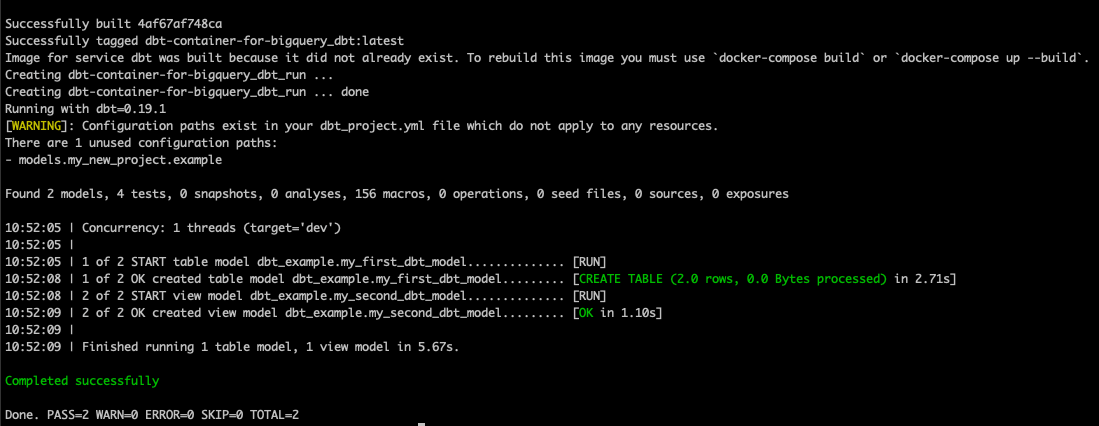 Successfully built 4af67af748ca
Successfully tagged dbt-container-for-bigquery_dbt:latest
Image for service dbt was built because it did not already exist. To rebuild this image you must use `docker-compose build` or `docker-compose up --build`.
Creating dbt-container-for-bigquery_dbt_run ...
Creating dbt-container-for-bigquery_dbt_run ... done
Running with dbt=0.19.1
[WARNING]: Configuration paths exist in your dbt_project.yml file which do not apply to any resources.
There are 1 unused configuration paths:
- models.my_new_project.example
Found 2 models, 4 tests, 0 snapshots, 0 analyses, 156 macros, 0 operations, 0 seed files, 0 sources, 0 exposures
10:52:05 | Concurrency: 1 threads (target='dev')
10:52:05 |
10:52:05 | 1 of 2 START table model dbt_example.my_first_dbt_model.............. [RUN]
10:52:08 | 1 of 2 OK created table model dbt_example.my_first_dbt_model......... [CREATE TABLE (2.0 rows, 0.0 Bytes processed) in 2.71s]
10:52:08 | 2 of 2 START view model dbt_example.my_second_dbt_model.............. [RUN]
10:52:09 | 2 of 2 OK created view model dbt_example.my_second_dbt_model......... [OK in 1.10s]
10:52:09 |
10:52:09 | Finished running 1 table model, 1 view model in 5.67s.
Completed successfully
Done. PASS=2 WARN=0 ERROR=0 SKIP=0 TOTAL=2